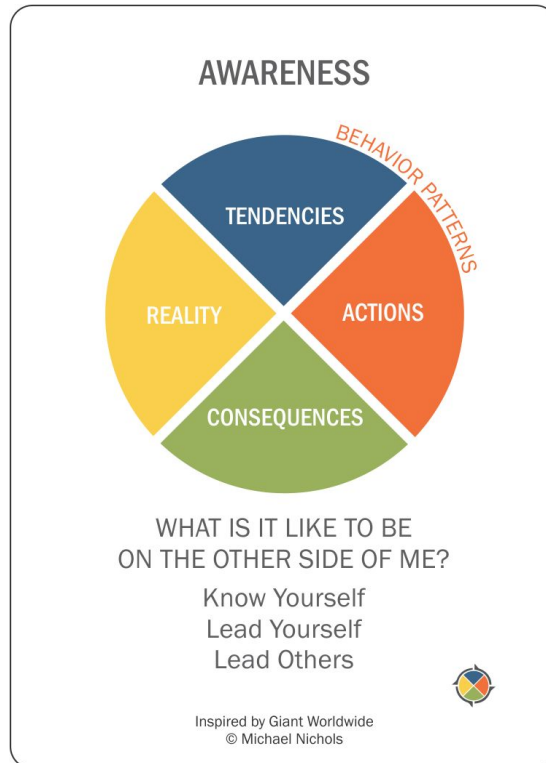 AWARENESS
BEHAVIOR PATTERNS
TENDENCIES
REALITY
ACTIONS
CONSEQUENCES
WHAT IS IT LIKE TO BE
ON THE OTHER SIDE OF ME?
Know Yourself
Lead Yourself
Lead Others
Inspired by Giant Worldwide
© Michael Nichols